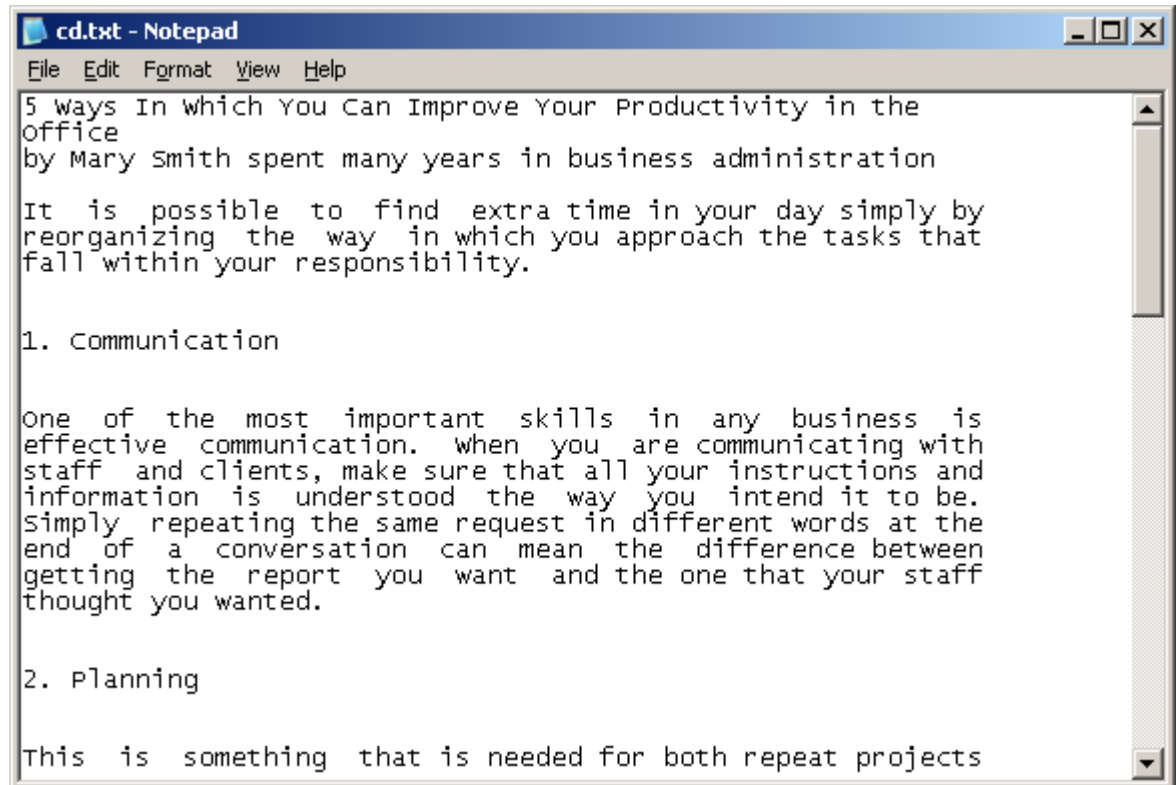 cd.txt - Notepad
File Edit Format View Help
5 Ways In Which You Can Improve Your Productivity in the
Office
by Mary Smith spent many years in business administration
It  is  possible  to  find  extra time in your day simply by
reorganizing  the  way  in which you approach the tasks that
fall within your responsibility.
1. Communication
One  of  the  most  important  skills  in  any  business  is
effective  communication.  When  you  are communicating with
staff  and clients, make sure that all your instructions and
information  is  understood  the  way  you  intend it to be.
Simply  repeating the same request in different words at the
end  of  a  conversation  can  mean  the  difference between
getting  the  report  you  want  and the one that your staff
thought you wanted.
2. Planning
This  is  something  that is needed for both repeat projects